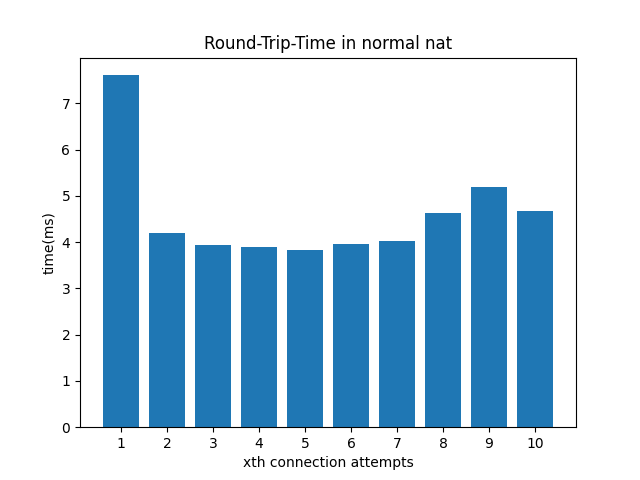 Round-Trip-Time in normal nat
7
6
5
4
3
2
1
0
time(ms)
1 2 3 4 5 6 7 8 9 10
xth connection attempts